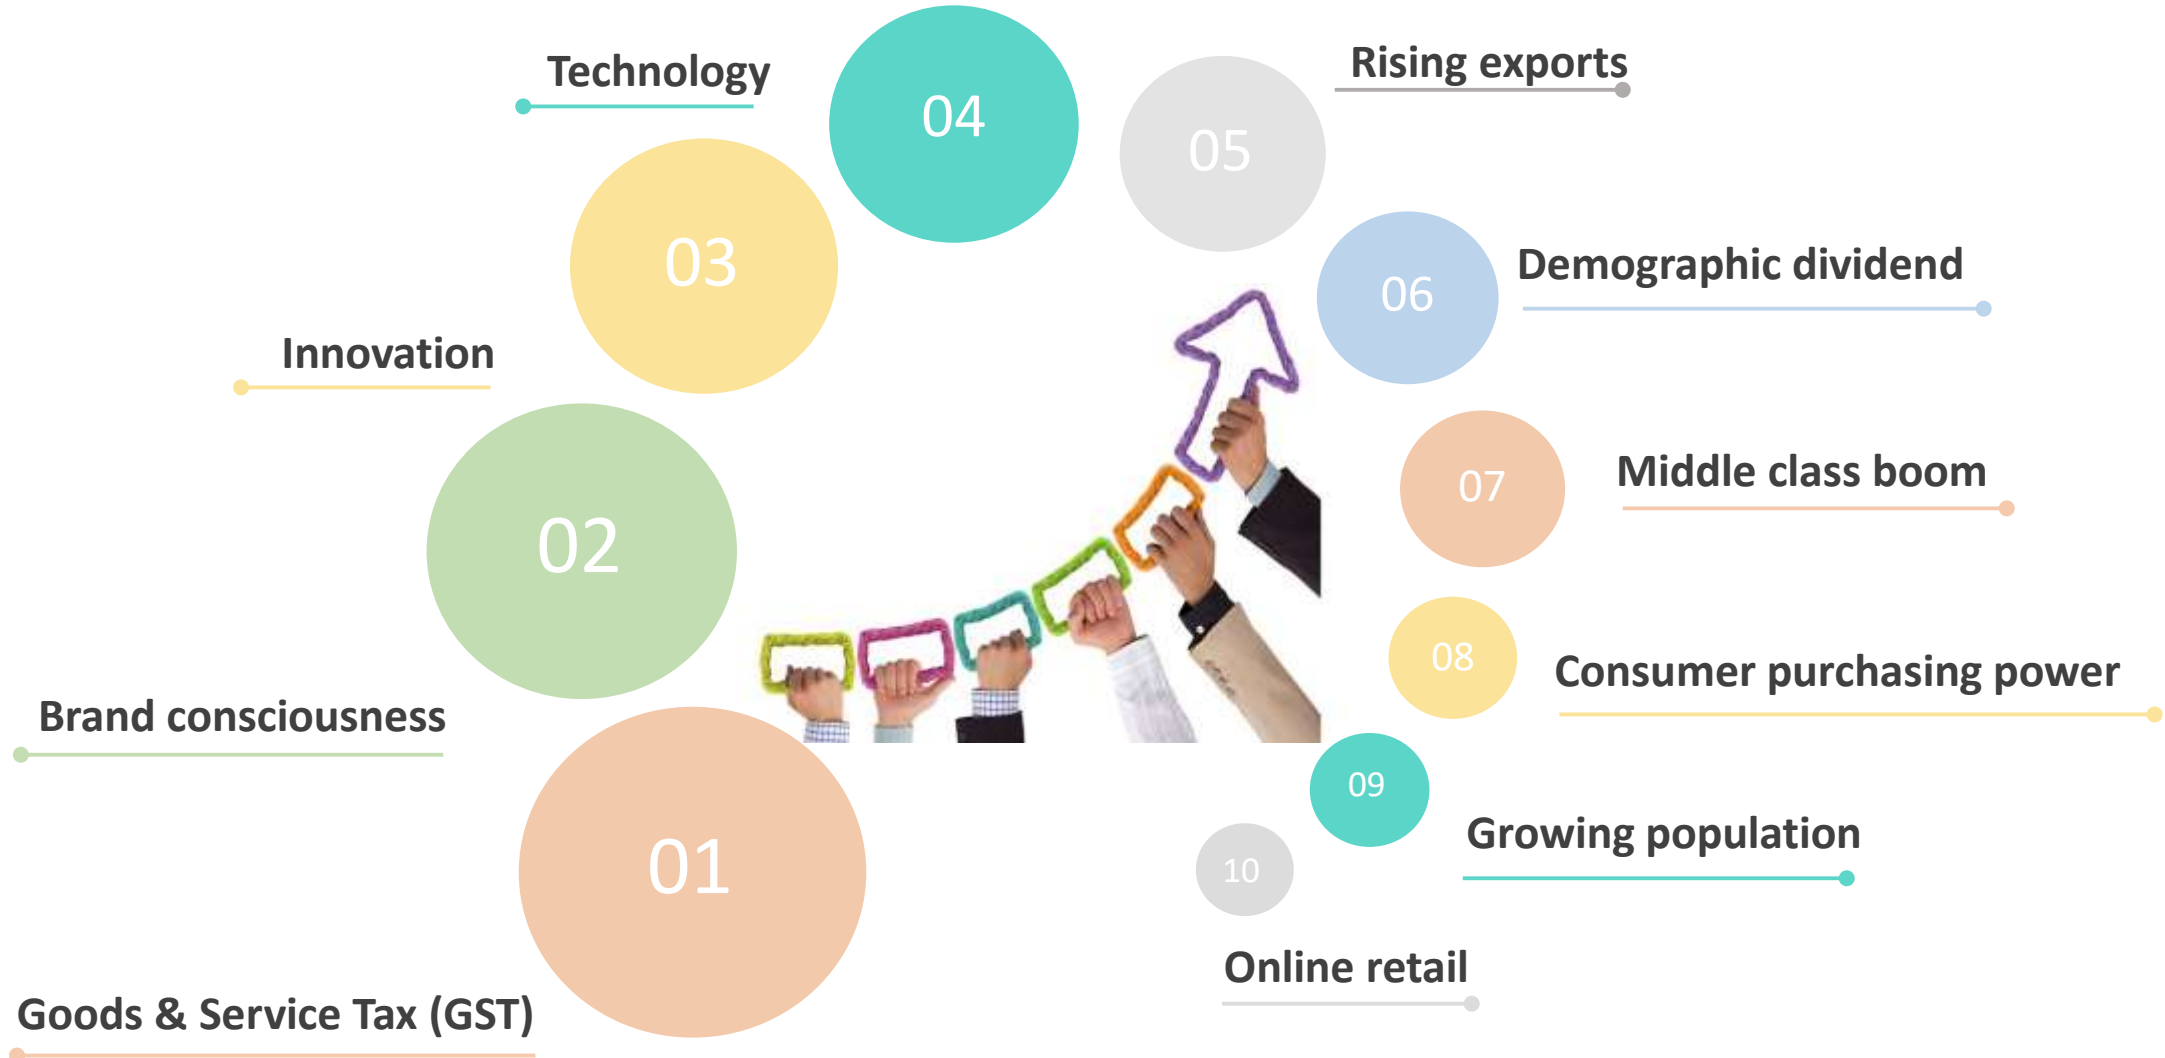 01
Goods & Service Tax (GST)
02
Brand consciousness
03
Innovation
04
Technology
05
Rising exports
06
Demographic dividend
07
Middle class boom
08
Consumer purchasing power
09
Growing population
10
Online retail